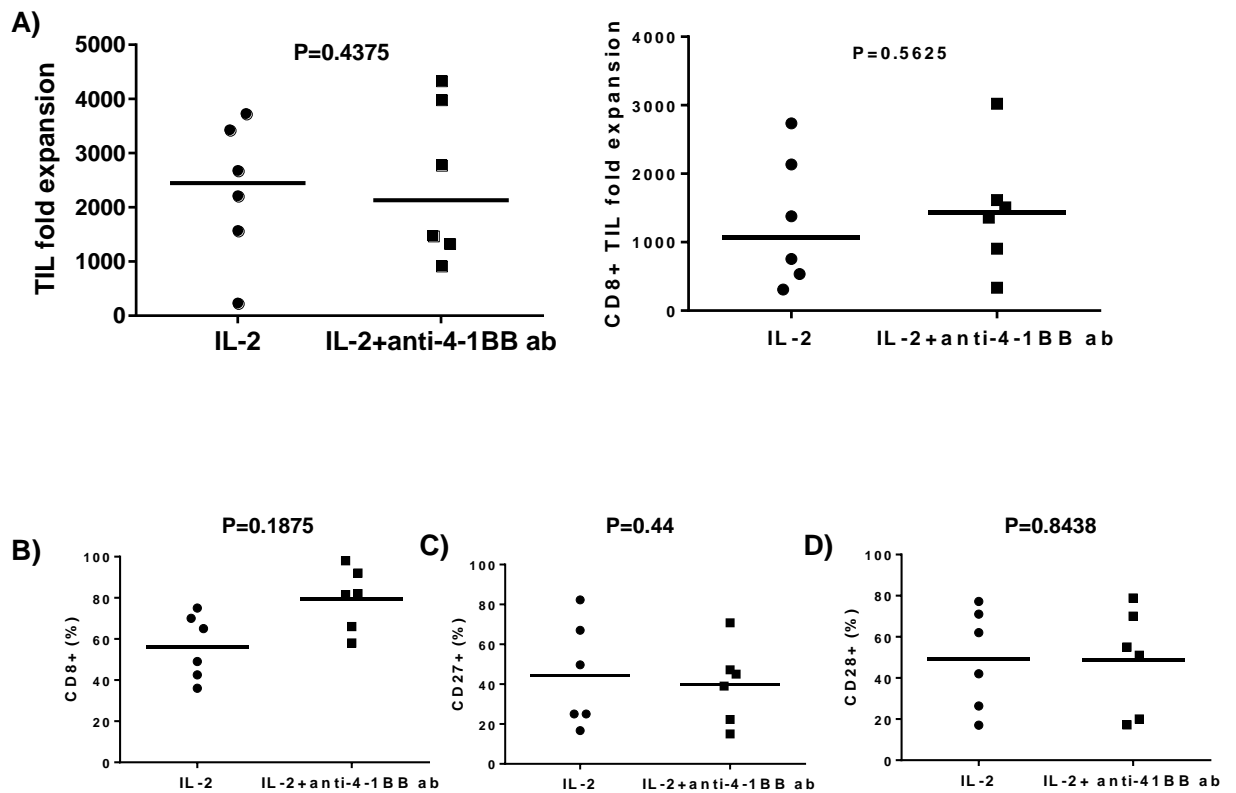 A)
TIL fold expansion
5000
4000
3000
2000
1000
0
P=0.4375
IL-2
IL-2+anti-4-1BB ab
CD8+ TIL fold expansion
4000
3000
2000
1000
0
P=0.5625
IL-2
IL-2+anti-4-1BB ab
B)
P=0.1875
CD8+ (%)
100
80
60
40
20
0
IL-2
IL-2+anti-4-1BB ab
C)
P=0.44
CD27+ (%)
100
80
60
40
20
0
IL-2
IL-2+anti-4-1BB ab
D)
P=0.8438
CD28+ (%)
100
80
60
40
20
0
IL-2
IL-2+ anti-41BB ab